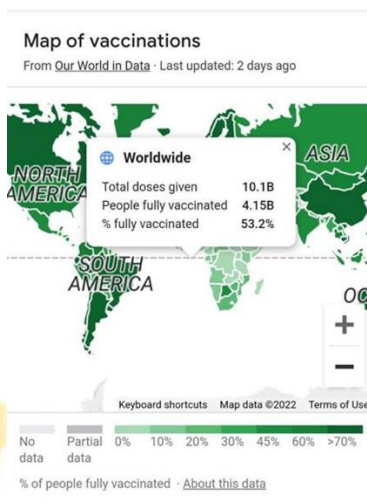 Map of vaccinations
From Our World in Data · Last updated: 2 days ago
Worldwide
Total doses given 10.1B
People fully vaccinated 4.15B
% fully vaccinated 53.2%
NORTH
AMERICA
ASIA
SOUTH
AMERICA
OC
+
−
Keyboard shortcuts Map data ©2022 Terms of Use
No data
Partial data
0% 10% 20% 30% 45% 60% >70%
% of people fully vaccinated · About this data